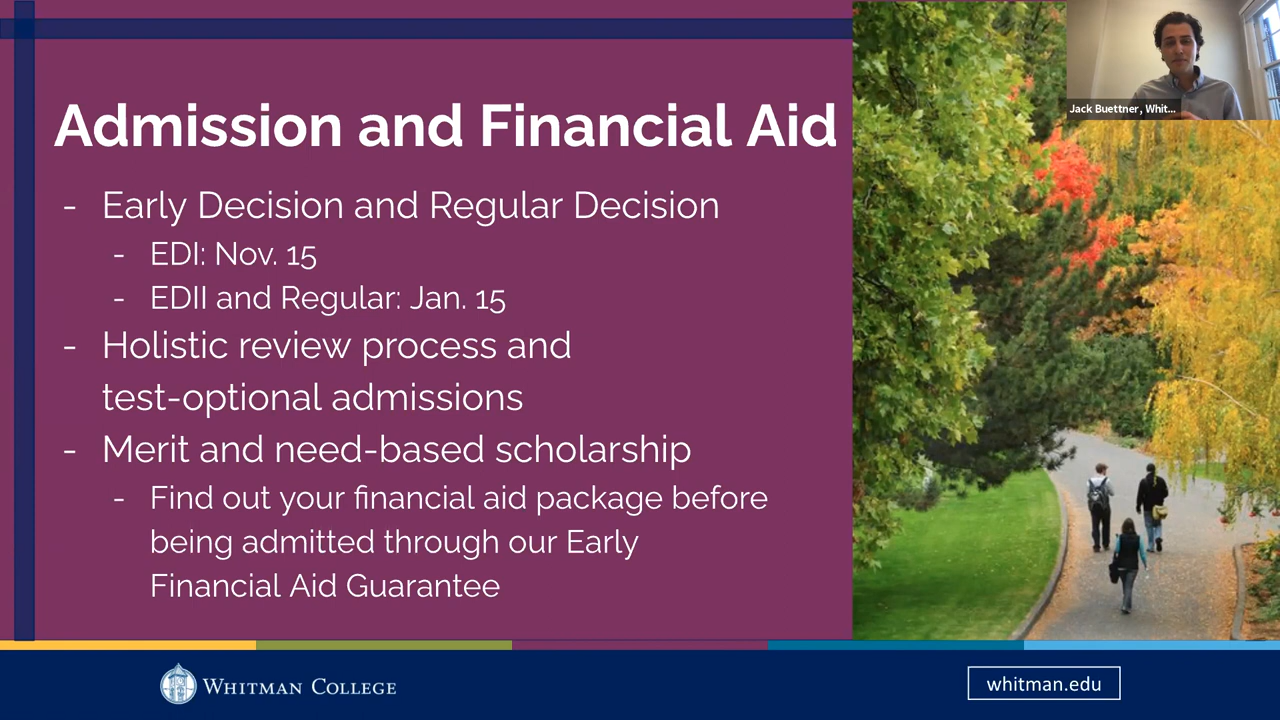 Admission and Financial Aid
- Early Decision and Regular Decision
- EDI: Nov. 15
- EDII and Regular: Jan. 15
- Holistic review process and
test-optional admissions
- Merit and need-based scholarship
- Find out your financial aid package before
being admitted through our Early
Financial Aid Guarantee
Jack Buettner, Whit...
WHITMAN COLLEGE
whitman.edu